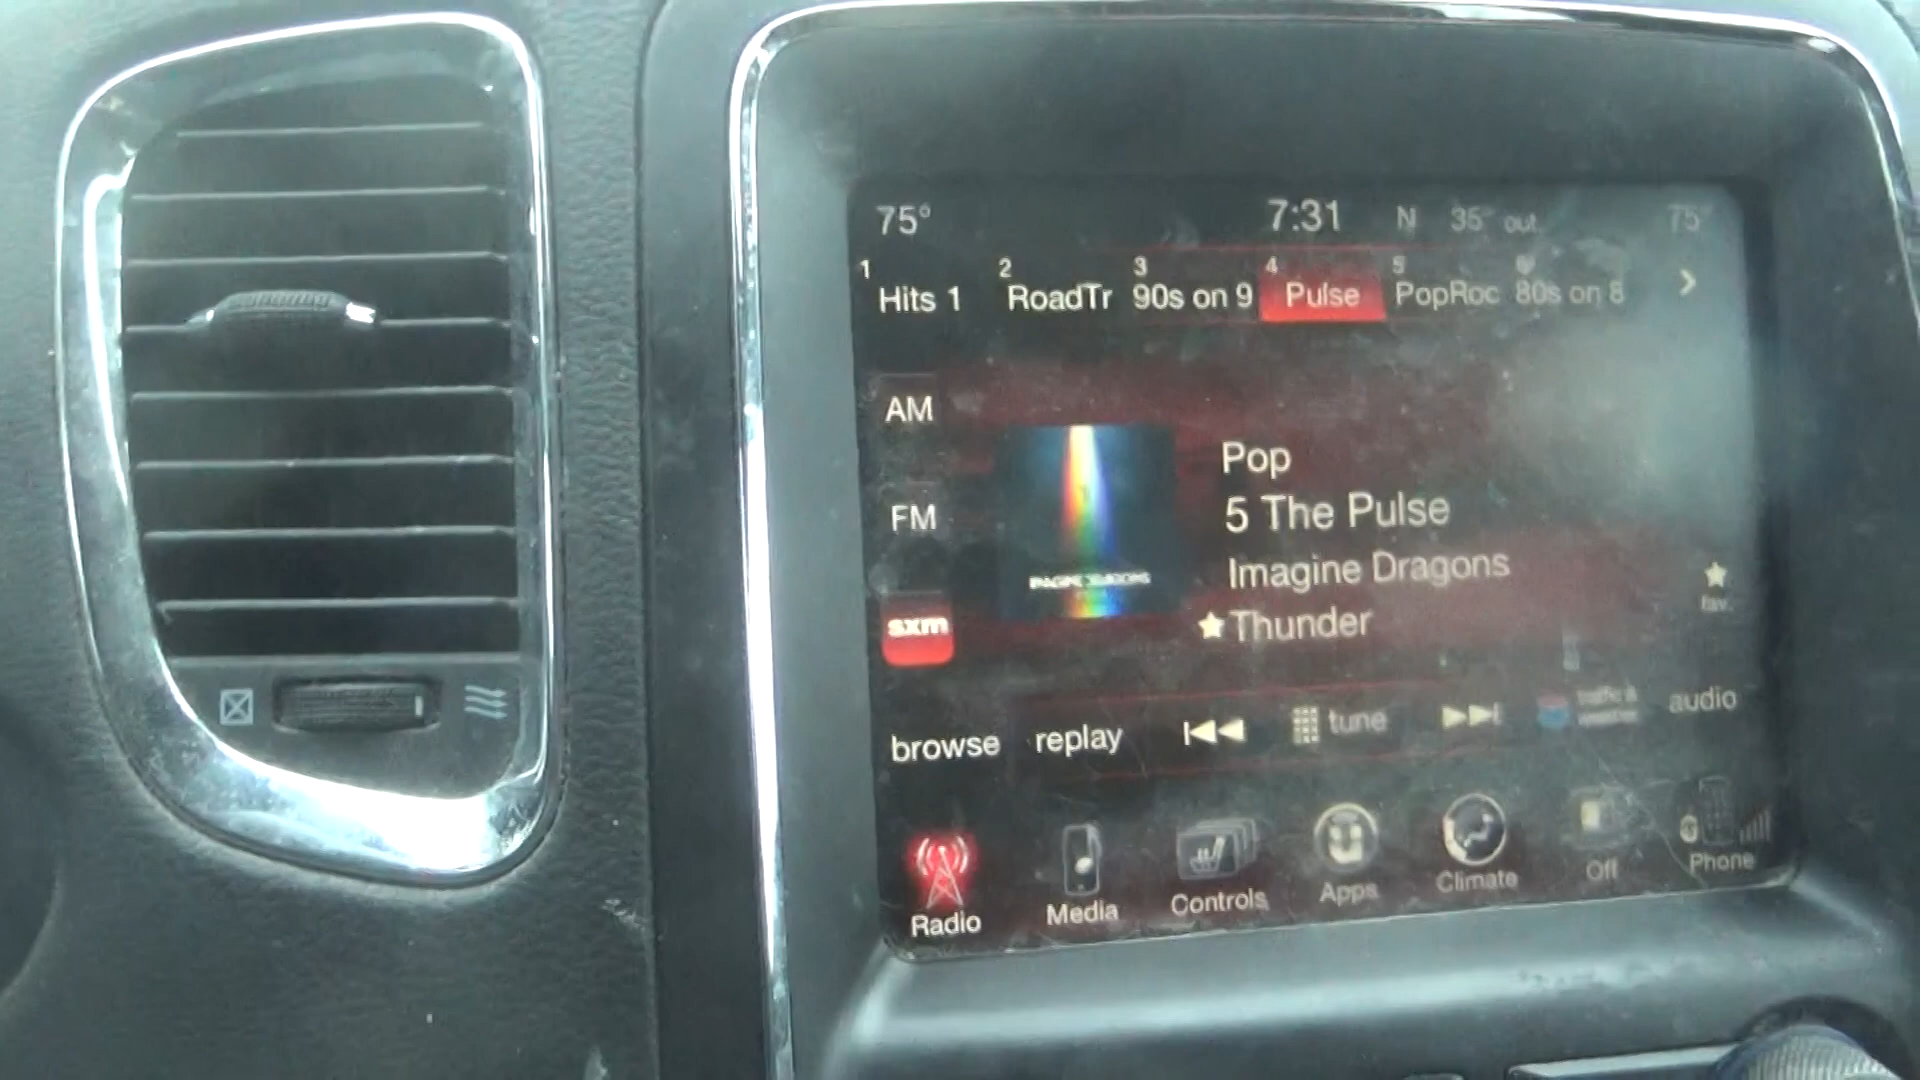 75° 7:31 N 35° out 75°
1 2 3 4 5
Hits 1 RoadTr 90s on 9 Pulse PopRoc 80s on 8
AM
FM
sxm
Pop
5 The Pulse
Imagine Dragons
Thunder
IMAGINE DRAGONS
fav.
browse replay tune audio
Radio Media Controls Apps Climate Off Phone